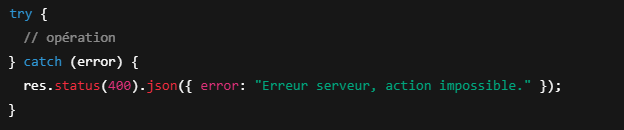 try {
  // opération
} catch (error) {
  res.status(400).json({ error: "Erreur serveur, action impossible." });
}